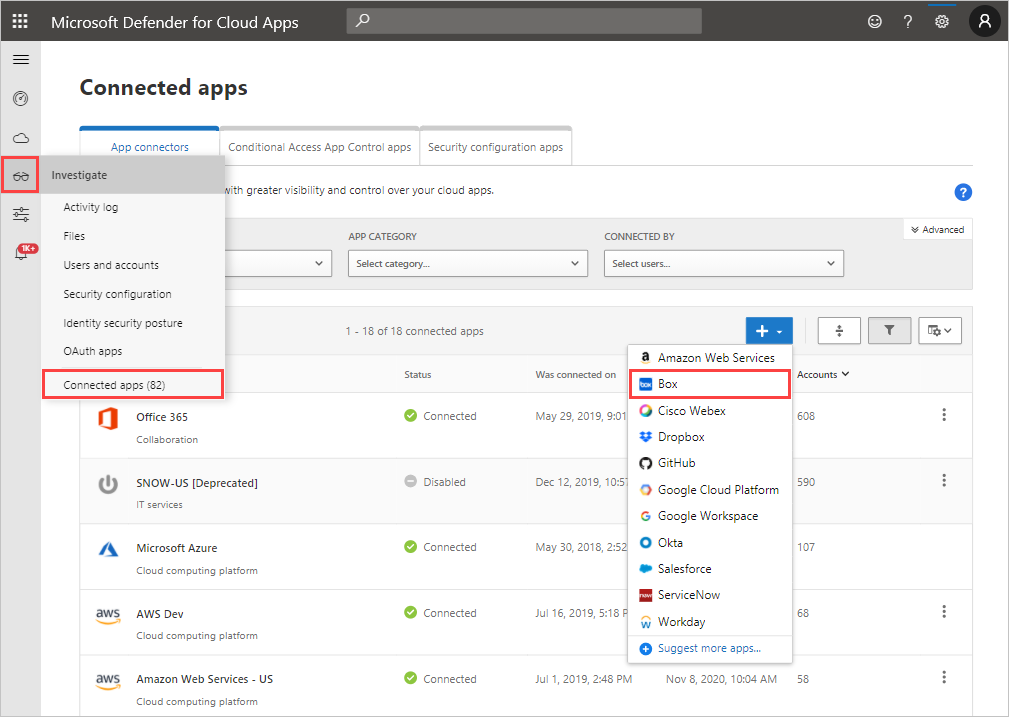 Microsoft Defender for Cloud Apps
?
Connected apps
App connectors
Conditional Access App Control apps
Security configuration apps
Investigate
with greater visibility and control over your cloud apps.
?
Activity log
Files
Users and accounts
Security configuration
Identity security posture
OAuth apps
Connected apps (82)
1K+
APP CATEGORY
CONNECTED BY
Advanced
Select category...
Select users...
1 - 18 of 18 connected apps
Status
Was connected on
Accounts
Amazon Web Services
box Box
Cisco Webex
Dropbox
GitHub
Google Cloud Platform
Google Workspace
Okta
Salesforce
ServiceNow
Workday
Suggest more apps...
Office 365
Collaboration
Connected
May 29, 2019, 9:01
608
SNOW-US [Deprecated]
IT services
Disabled
Dec 12, 2019, 10:57
590
Microsoft Azure
Cloud computing platform
Connected
May 30, 2018, 2:52
107
aws
AWS Dev
Cloud computing platform
Connected
Jul 16, 2019, 5:18 P
68
aws
Amazon Web Services - US
Cloud computing platform
Connected
Jul 1, 2019, 2:48 PM
Nov 8, 2020, 10:04 AM
58